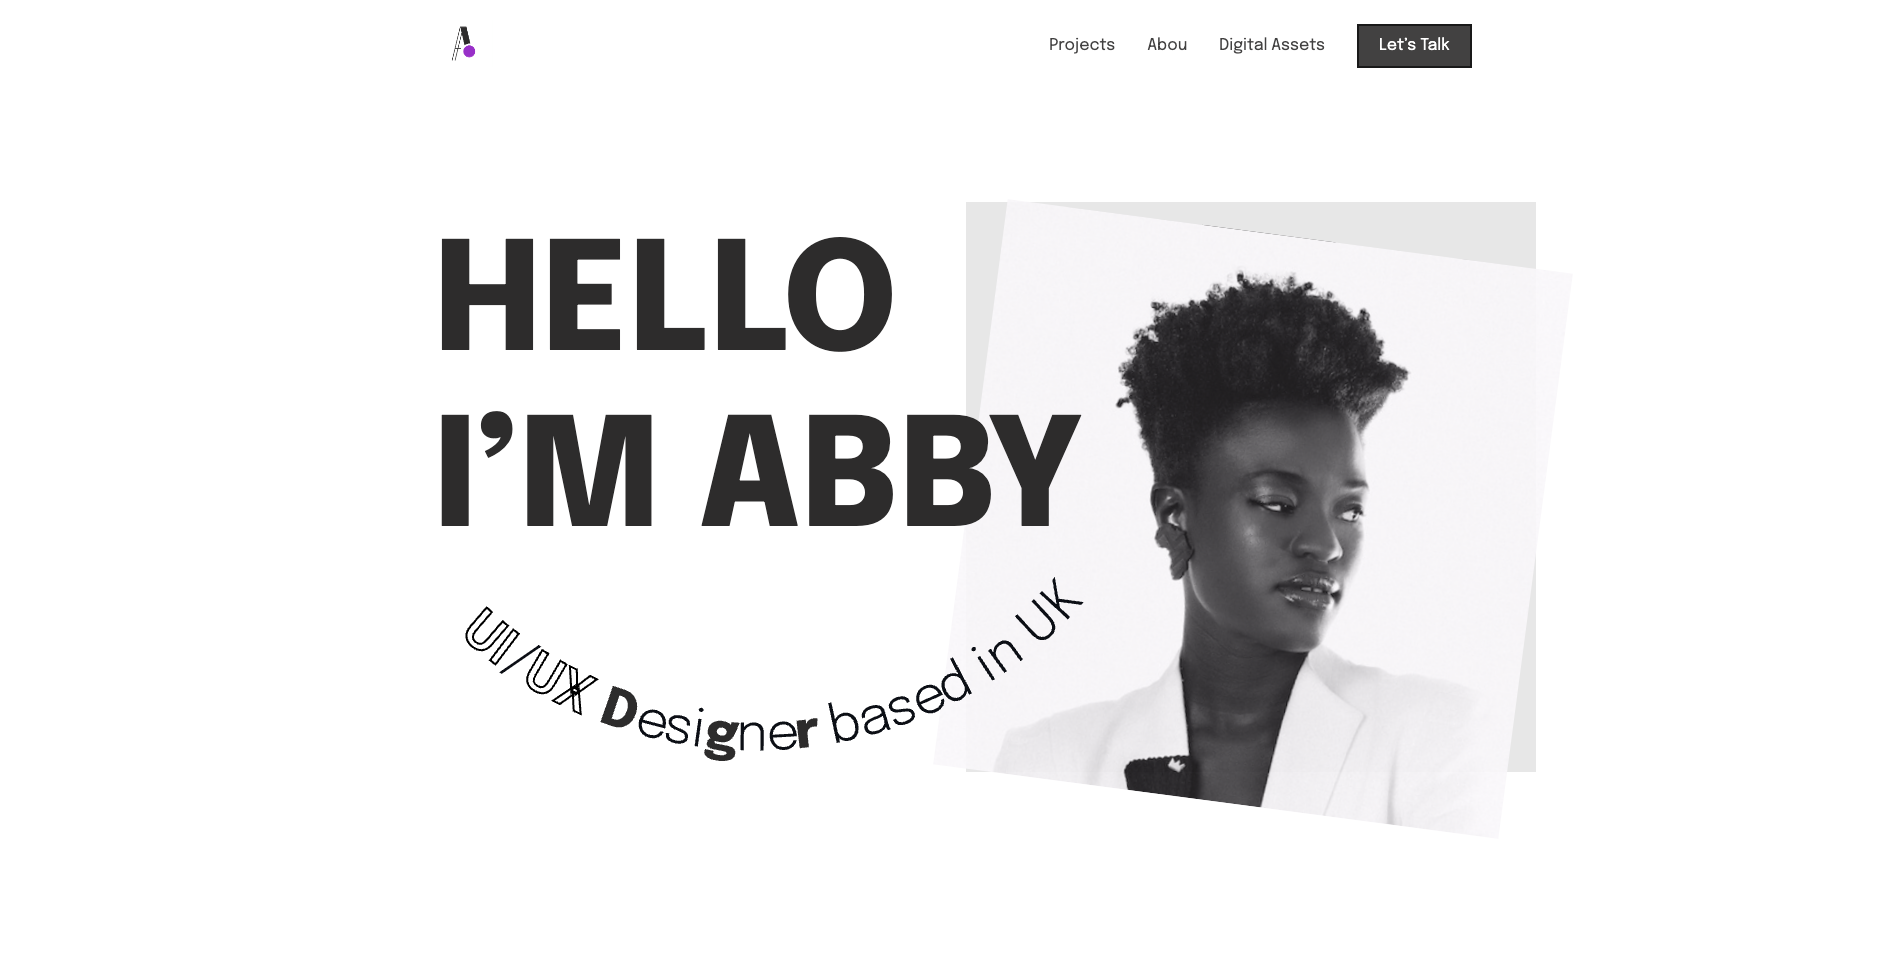 Projects
Abou
Digital Assets
Let's Talk
HELLO
I’M ABBY
UI/UX Designer based in UK